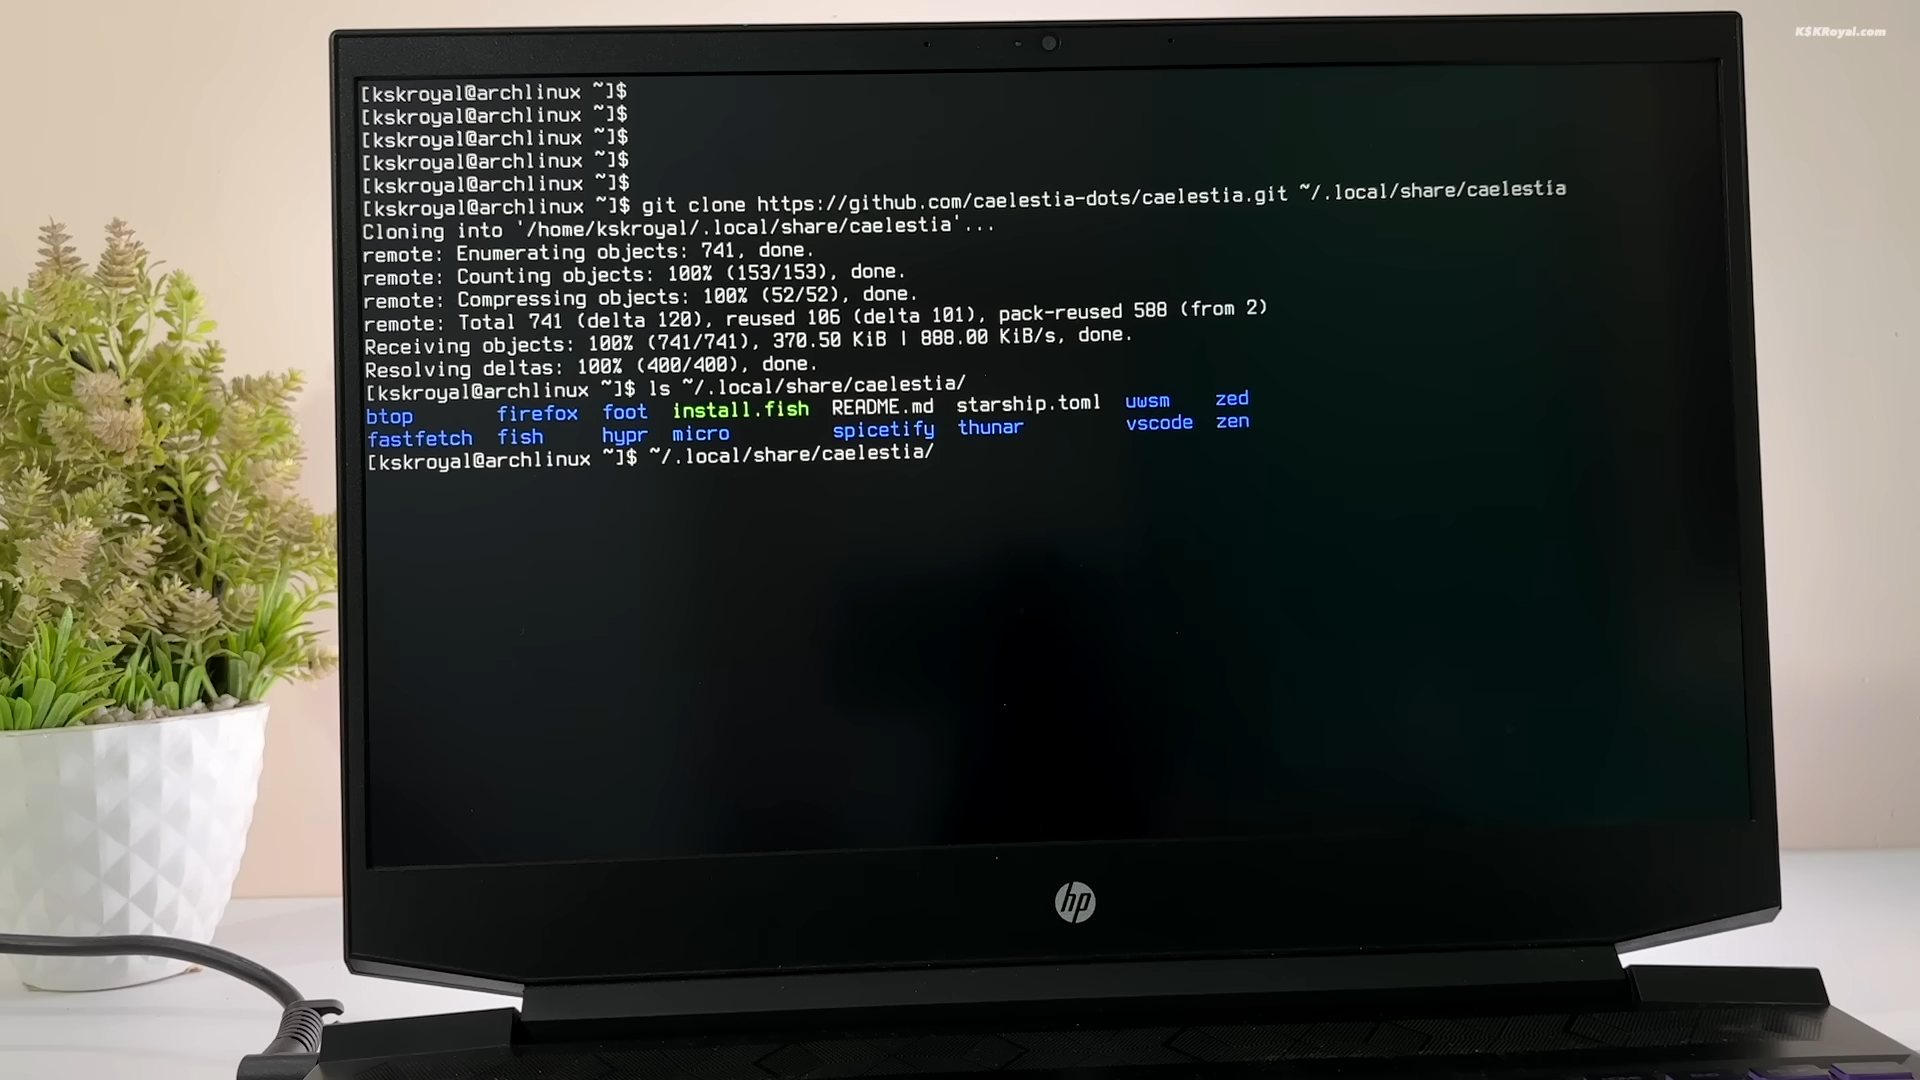 K$KRoyal.com
[kskroyal@archlinux ~]$
[kskroyal@archlinux ~]$
[kskroyal@archlinux ~]$
[kskroyal@archlinux ~]$
[kskroyal@archlinux ~]$
[kskroyal@archlinux ~]$ git clone https://github.com/caelestia-dots/caelestia.git ~/.local/share/caelestia
Cloning into '/home/kskroyal/.local/share/caelestia'...
remote: Enumerating objects: 741, done.
remote: Counting objects: 100% (153/153), done.
remote: Compressing objects: 100% (52/52), done.
remote: Total 741 (delta 120), reused 106 (delta 101), pack-reused 588 (from 2)
Receiving objects: 100% (741/741), 370.50 KiB | 888.00 KiB/s, done.
Resolving deltas: 100% (400/400), done.
[kskroyal@archlinux ~]$ ls ~/.local/share/caelestia/
btop firefox foot install.fish README.md starship.toml uwsm zed
fastfetch fish hypr micro spicetify thunar vscode zen
[kskroyal@archlinux ~]$ ~/.local/share/caelestia/
hp